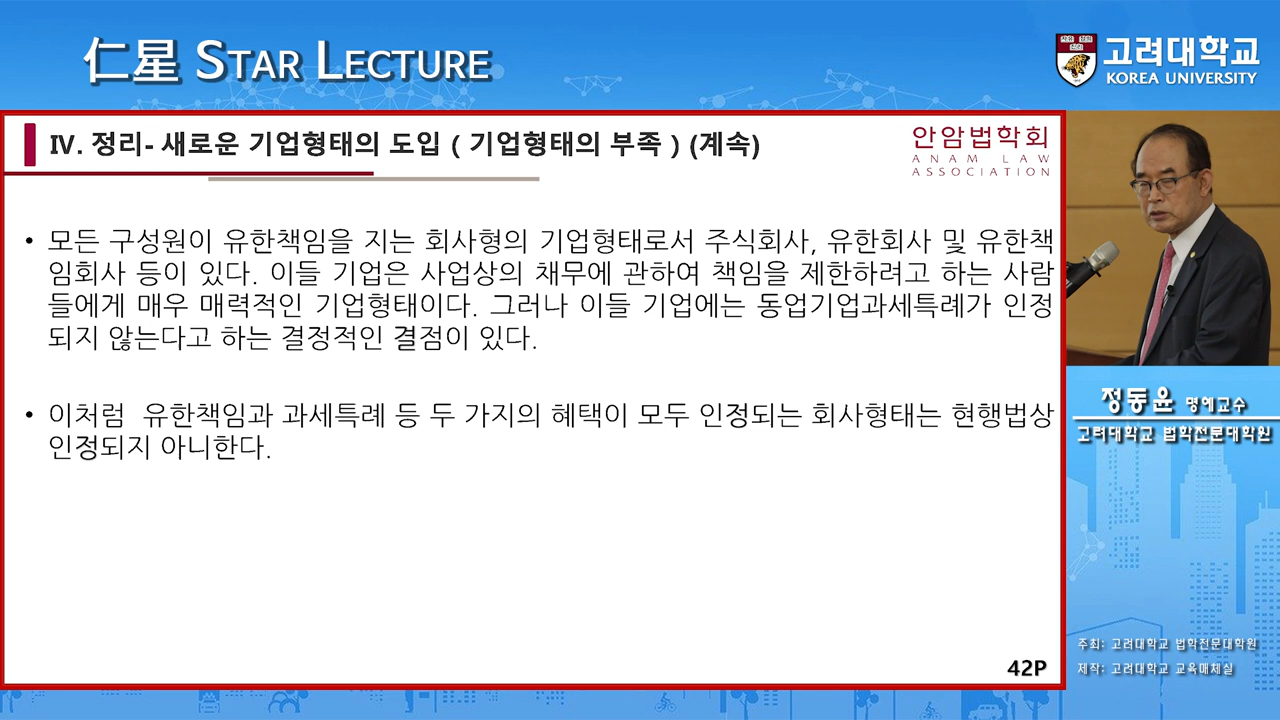 仁星 STAR LECTURE
고려대학교
KOREA UNIVERSITY
Ⅳ. 정리- 새로운 기업형태의 도입 ( 기업형태의 부족 ) (계속)
안암법학회
ANAM LAW
ASSOCIATION
• 모든 구성원이 유한책임을 지는 회사형의 기업형태로서 주식회사, 유한회사 및 유한책
임회사 등이 있다. 이들 기업은 사업상의 채무에 관하여 책임을 제한하려고 하는 사람
들에게 매우 매력적인 기업형태이다. 그러나 이들 기업에는 동업기업과세특례가 인정
되지 않는다고 하는 결정적인 결점이 있다.
• 이처럼 유한책임과 과세특례 등 두 가지의 혜택이 모두 인정되는 회사형태는 현행법상
인정되지 아니한다.
42P
정동윤 명예교수
고려대학교 법학전문대학원
주최: 고려대학교 법학전문대학원
제작: 고려대학교 교육매체실